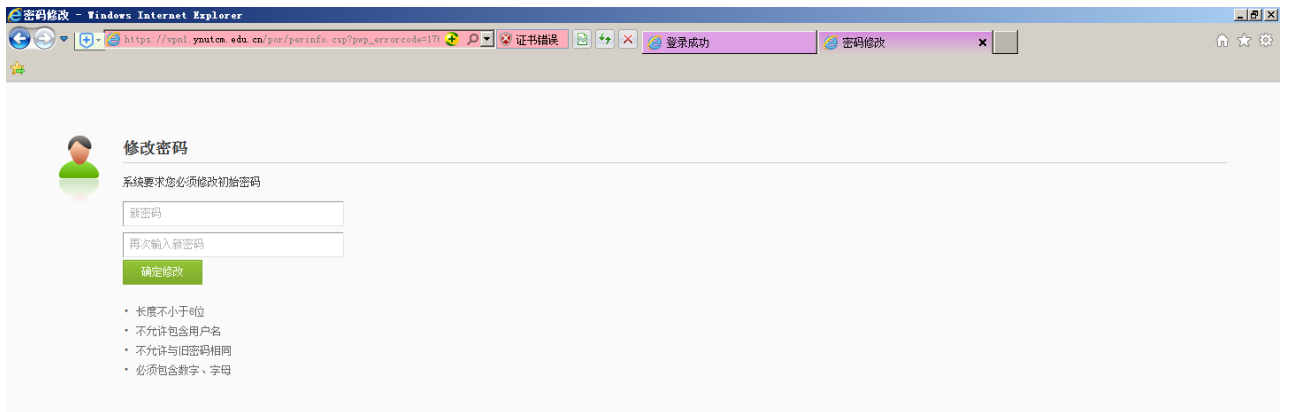 密码修改 - Windows Internet Explorer
https://vpn1.ynutcm.edu.cn/por/perinfo.csp?pwp_errorcode=17 证书错误 登录成功 密码修改
修改密码
系统要求您必须修改初始密码
新密码
再次输入新密码
确定修改
• 长度不小于6位
• 不允许包含用户名
• 不允许与旧密码相同
• 必须包含数字、字母